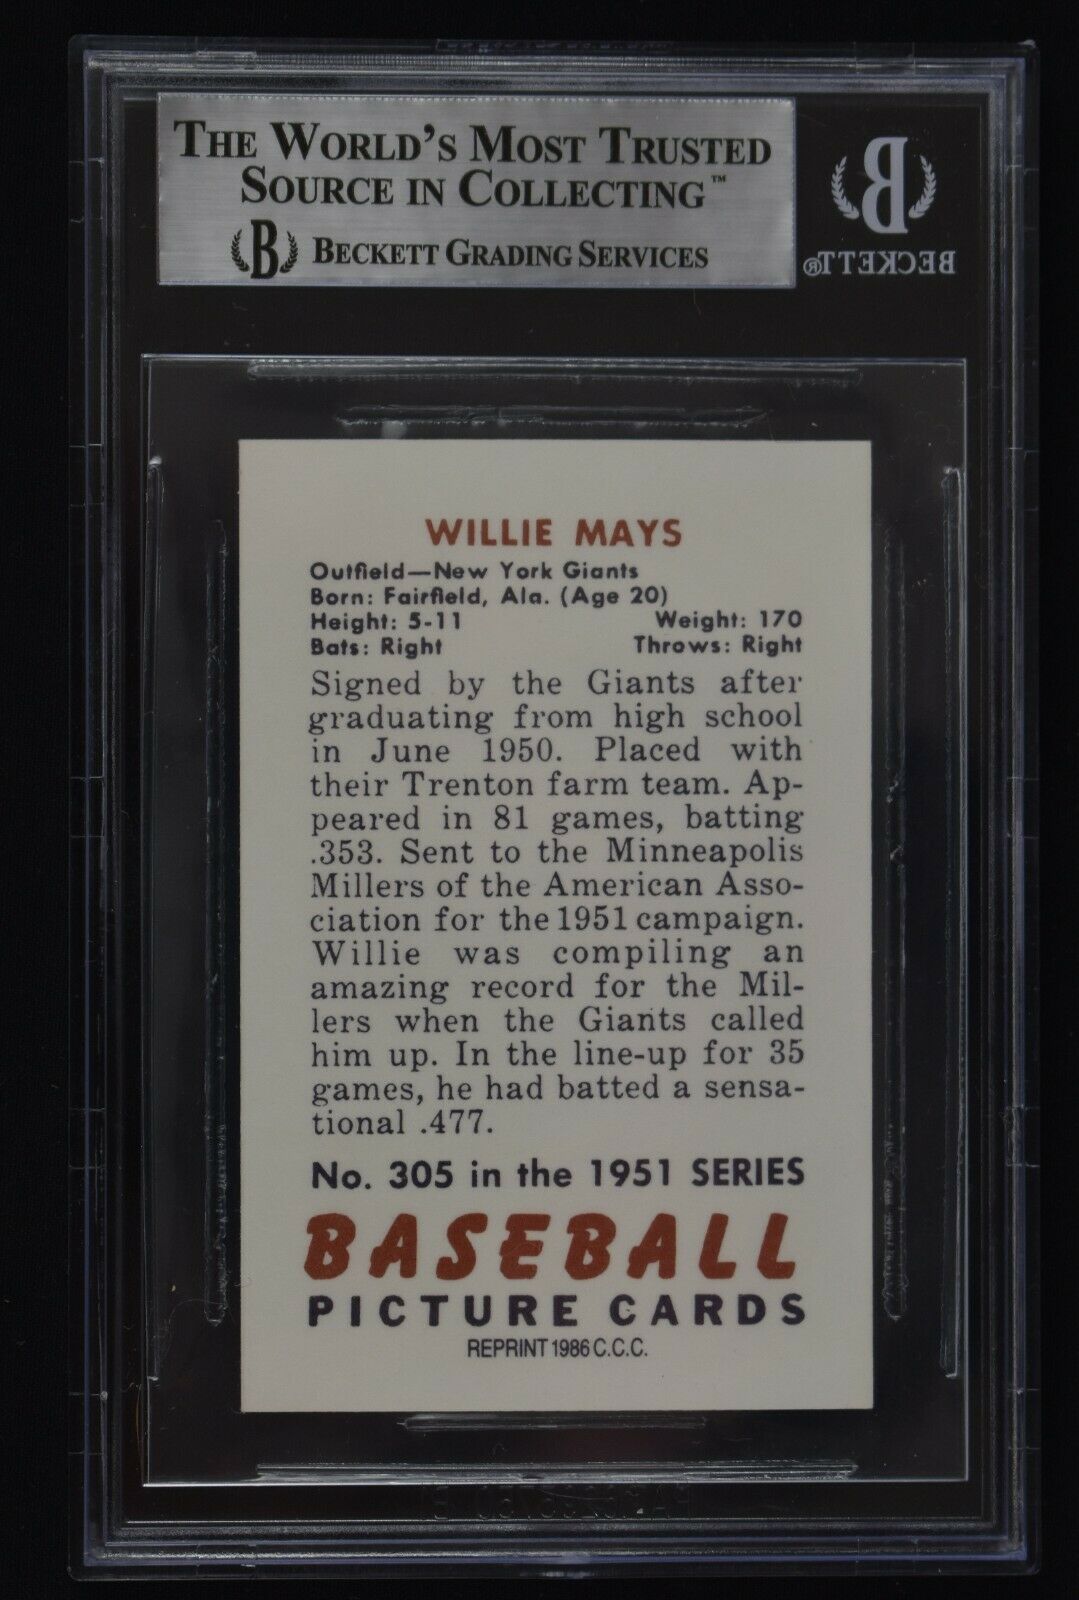 THE WORLD'S MOST TRUSTED
SOURCE IN COLLECTING™
B BECKETT GRADING SERVICES
B
BECKETT®
WILLIE MAYS
Outfield—New York Giants
Born: Fairfield, Ala. (Age 20)
Height: 5-11 Weight: 170
Bats: Right Throws: Right
Signed by the Giants after
graduating from high school
in June 1950. Placed with
their Trenton farm team. Ap-
peared in 81 games, batting
.353. Sent to the Minneapolis
Millers of the American Asso-
ciation for the 1951 campaign.
Willie was compiling an
amazing record for the Mil-
lers when the Giants called
him up. In the line-up for 35
games, he had batted a sensa-
tional .477.
No. 305 in the 1951 SERIES
BASEBALL
PICTURE CARDS
REPRINT 1986 C.C.C.